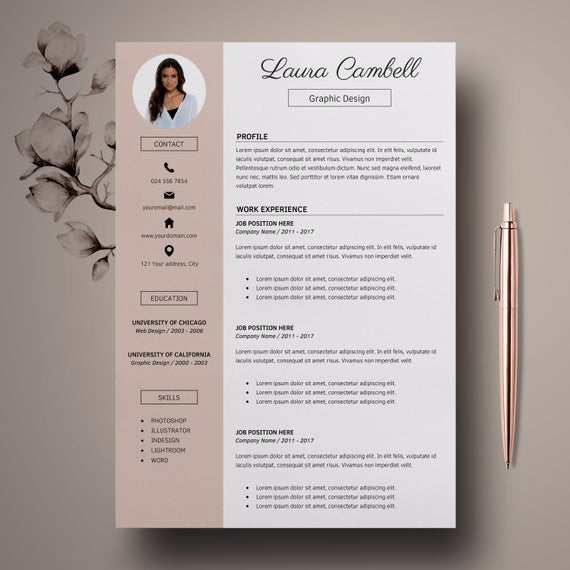 Laura Cambell
Graphic Design
CONTACT
024 556 7854
youremail@mail.com
www.yourdomain.com
121 Your address, City
EDUCATION
UNIVERSITY OF CHICAGO
Web Design / 2003 - 2006
UNIVERSITY OF CALIFORNIA
Graphic Design / 2000 - 2003
SKILLS
PHOTOSHOP
ILLUSTRATOR
INDESIGN
LIGHTROOM
WORD
PROFILE
Lorem ipsum dolor sit amet, consectetur adipiscing elit. In elit felis, vulputate id
iaculis volutpat, consequat sit amet risus. Vivamus non imperdiet velit.
Pellentesque rutrum odio et vestibulum dictum. Nunc sed magna eleifend, laoreet
nunc nec, mattis leo. Sed porttitor lorem vitae dignissim. Etiam ornare
volutpat lorem.
WORK EXPERIENCE
JOB POSITION HERE
Company Name / 2011 - 2017
Lorem ipsum dolor sit amet, consectetur adipiscing elit. In elit felis, vulputate id
iaculis volutpat, consequat sit amet risus. Vivamus non imperdiet velit.
Lorem ipsum dolor sit amet, consectetur adipiscing elit.
Lorem ipsum dolor sit amet, consectetur adipiscing elit.
Lorem ipsum dolor sit amet, consectetur adipiscing elit.
JOB POSITION HERE
Company Name / 2011 - 2017
Lorem ipsum dolor sit amet, consectetur adipiscing elit. In elit felis, vulputate id
iaculis volutpat, consequat sit amet risus. Vivamus non imperdiet velit.
Lorem ipsum dolor sit amet, consectetur adipiscing elit.
Lorem ipsum dolor sit amet, consectetur adipiscing elit.
Lorem ipsum dolor sit amet, consectetur adipiscing elit.
JOB POSITION HERE
Company Name / 2011 - 2017
Lorem ipsum dolor sit amet, consectetur adipiscing elit. In elit felis, vulputate id
iaculis volutpat, consequat sit amet risus. Vivamus non imperdiet velit.
Lorem ipsum dolor sit amet, consectetur adipiscing elit.
Lorem ipsum dolor sit amet, consectetur adipiscing elit.
Lorem ipsum dolor sit amet, consectetur adipiscing elit.